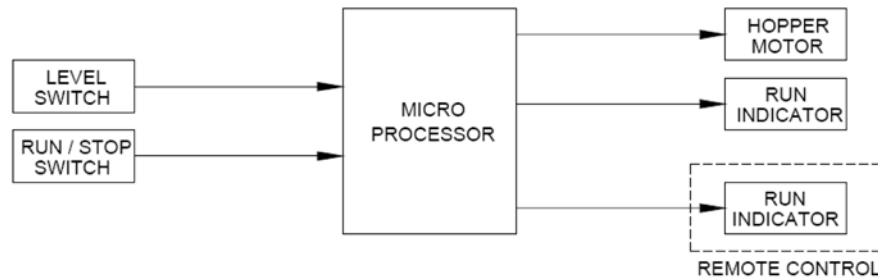 LEVEL
SWITCH
RUN / STOP
SWITCH
MICRO
PROCESSOR
HOPPER
MOTOR
RUN
INDICATOR
RUN
INDICATOR
REMOTE CONTROL